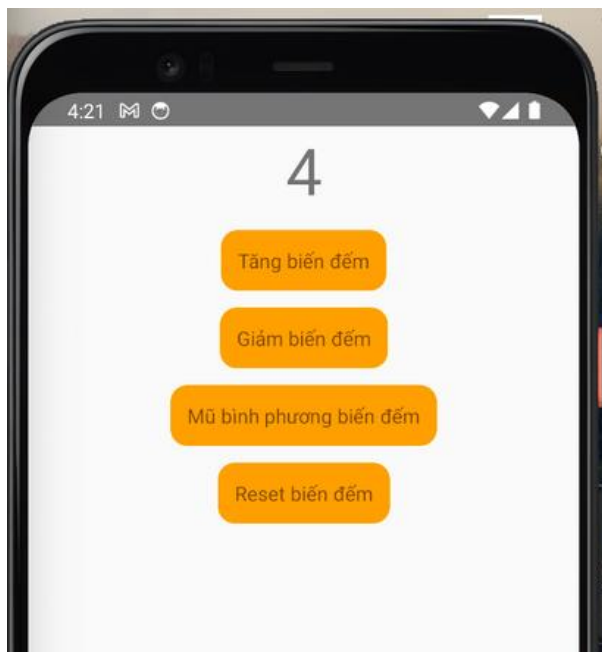 4:21
4
Tăng biến đếm
Giảm biến đếm
Mũ bình phương biến đếm
Reset biến đếm